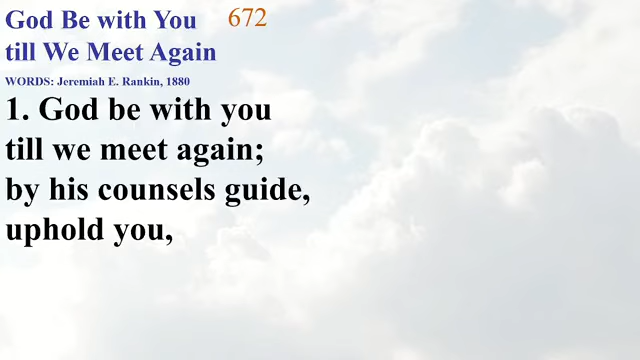 God Be with You 672
till We Meet Again
WORDS: Jeremiah E. Rankin, 1880
1. God be with you
till we meet again;
by his counsels guide,
uphold you,